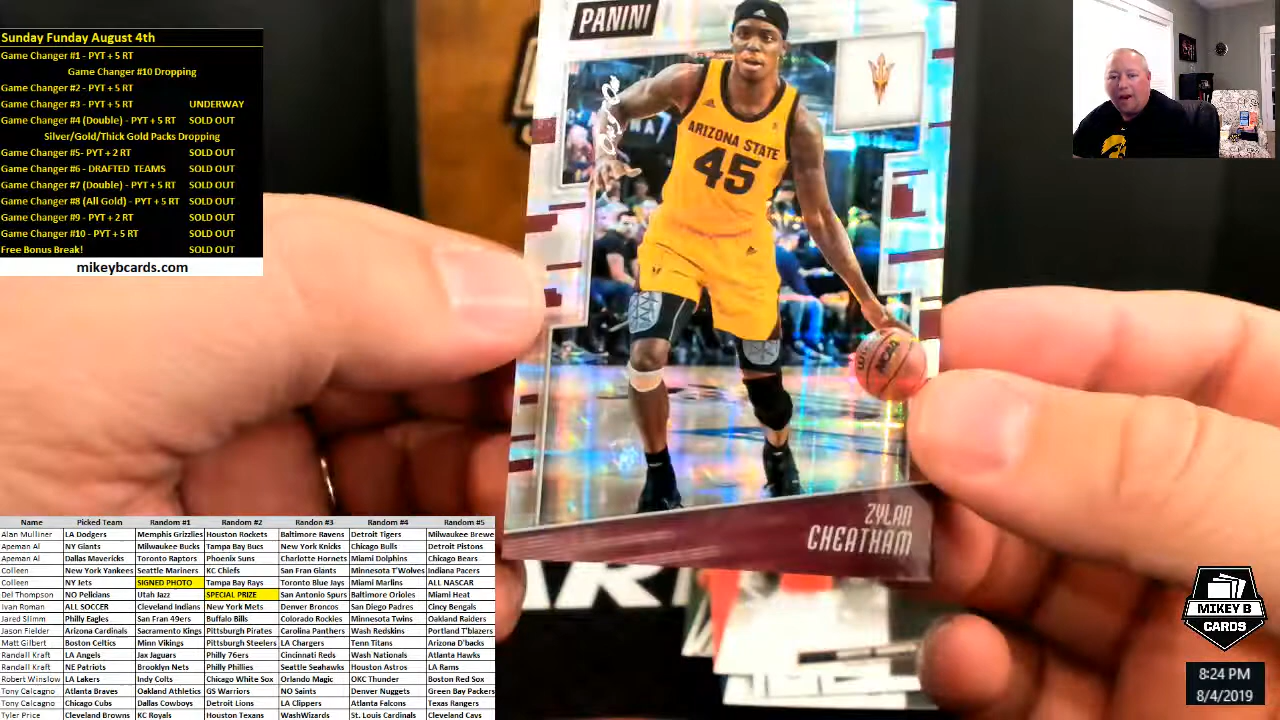 Sunday Funday August 4th
Game Changer #1 - PYT + 5 RT
Game Changer #10 Dropping
Game Changer #2 - PYT + 5 RT
Game Changer #3 - PYT + 5 RT UNDERWAY
Game Changer #4 (Double) - PYT + 5 RT SOLD OUT
Silver/Gold/Thick Gold Packs Dropping
Game Changer #5- PYT + 2 RT SOLD OUT
Game Changer #6 - DRAFTED TEAMS SOLD OUT
Game Changer #7 (Double) - PYT + 5 RT SOLD OUT
Game Changer #8 (All Gold) - PYT + 5 RT SOLD OUT
Game Changer #9 - PYT + 2 RT SOLD OUT
Game Changer #10 - PYT + 5 RT SOLD OUT
Free Bonus Break! SOLD OUT
mikeybcards.com
PANINI
ARIZONA STATE
45
NCAA
ZYLAN
CHEATHAM
Name Picked Team Random #1 Random #2 Randon #3 Random #4 Random #5
Alan Mulliner LA Dodgers Memphis Grizzlies Houston Rockets Baltimore Ravens Detroit Tigers Milwaukee Brewe
Apeman Al NY Giants Milwaukee Bucks Tampa Bay Bucs New York Knicks Chicago Bulls Detroit Pistons
Apeman Al Dallas Mavericks Toronto Raptors Phoenix Suns Charlotte Hornets Miami Dolphins Chicago Bears
Colleen New York Yankees Seattle Mariners KC Chiefs San Fran Giants Minnesota T'Wolves Indiana Pacers
Colleen NY Jets SIGNED PHOTO Tampa Bay Rays Toronto Blue Jays Miami Marlins ALL NASCAR
Del Thompson NO Pelicians Utah Jazz SPECIAL PRIZE San Antonio Spurs Baltimore Orioles Miami Heat
Ivan Roman ALL SOCCER Cleveland Indians New York Mets Denver Broncos San Diego Padres Cincy Bengals
Jared Slimm Philly Eagles San Fran 49ers Buffalo Bills Colorado Rockies Minnesota Twins Oakland Raiders
Jason Fielder Arizona Cardinals Sacramento Kings Pittsburgh Pirates Carolina Panthers Wash Redskins Portland T'blazers
Matt Gilbert Boston Celtics Minn Vikings Pittsburgh Steelers LA Chargers Tenn Titans Arizona D'backs
Randall Kraft LA Angels Jax Jaguars Philly 76ers Cincinnati Reds Wash Nationals Atlanta Hawks
Randall Kraft NE Patriots Brooklyn Nets Philly Phillies Seattle Seahawks Houston Astros LA Rams
Robert Winslow LA Lakers Indy Colts Chicago White Sox Orlando Magic OKC Thunder Boston Red Sox
Tony Calcagno Atlanta Braves Oakland Athletics GS Warriors NO Saints Denver Nuggets Green Bay Packers
Tony Calcagno Chicago Cubs Dallas Cowboys Detroit Lions LA Clippers Atlanta Falcons Texas Rangers
Tyler Price Cleveland Browns KC Royals Houston Texans WashWizards St. Louis Cardinals Cleveland Cavs
MIKEY B
CARDS
8:24 PM
8/4/2019